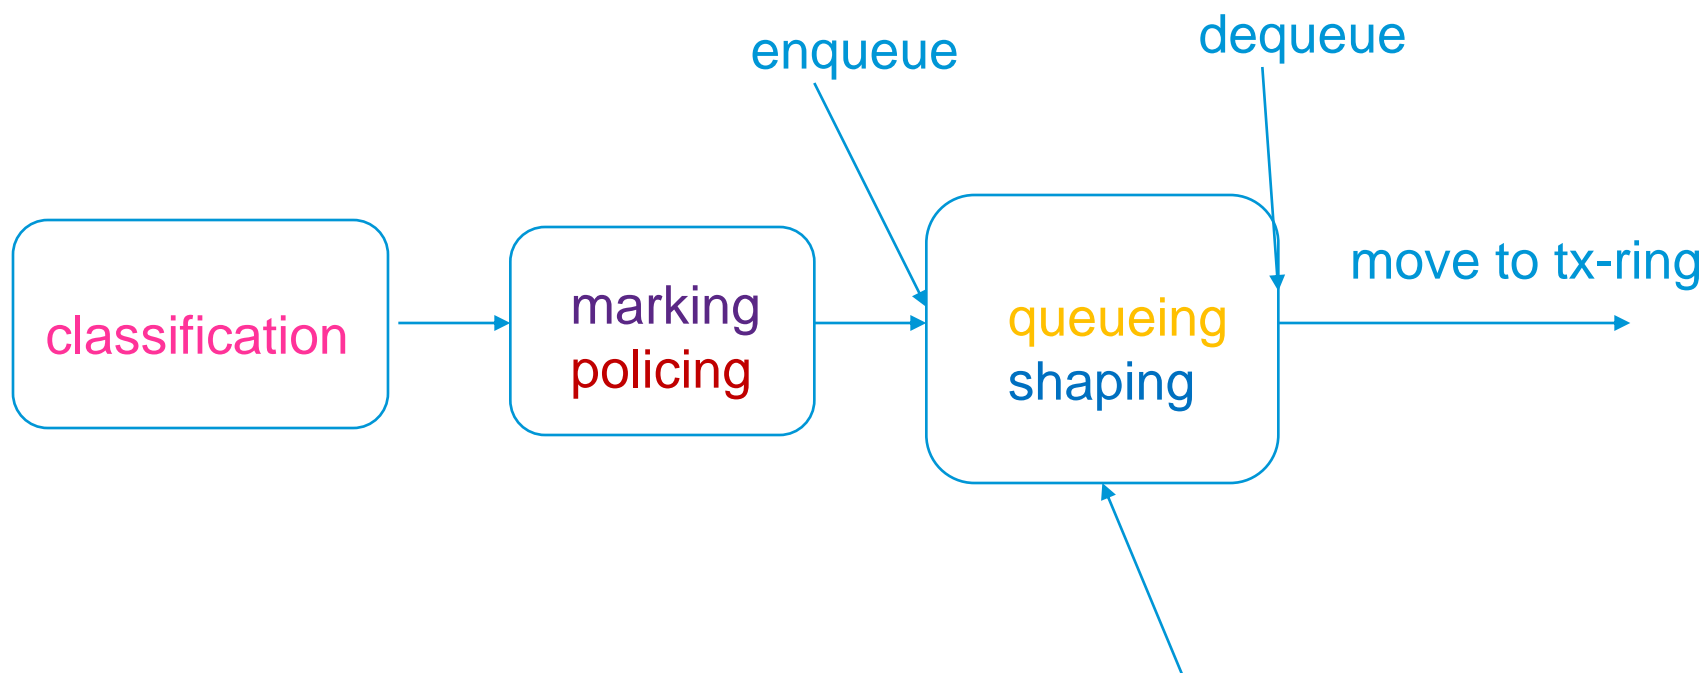 enqueue
dequeue
classification
marking
policing
queueing
shaping
move to tx-ring